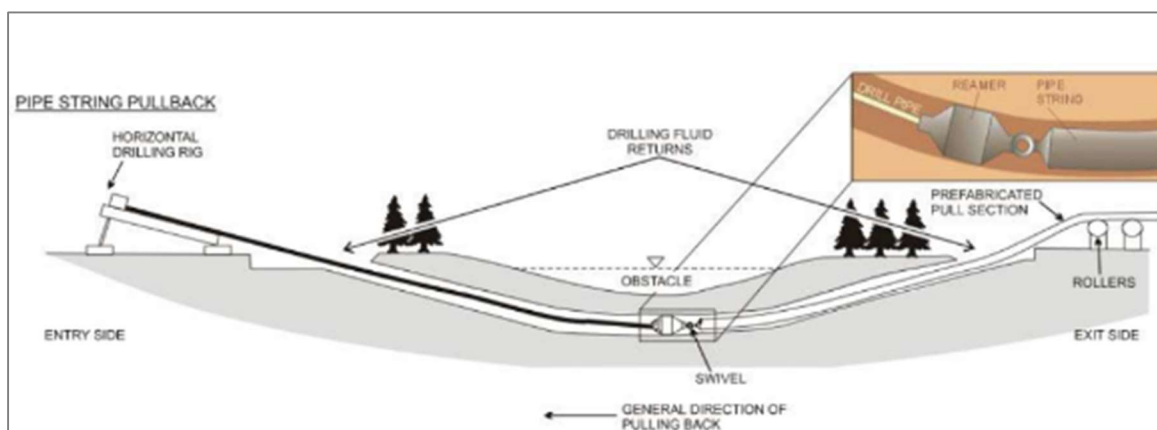 PIPE STRING PULLBACK
HORIZONTAL
DRILLING RIG
DRILLING FLUID
RETURNS
DRILL PIPE
REAMER
PIPE
STRING
PREFABRICATED
PULL SECTION
OBSTACLE
ROLLERS
ENTRY SIDE
EXIT SIDE
SWIVEL
GENERAL DIRECTION OF
PULLING BACK